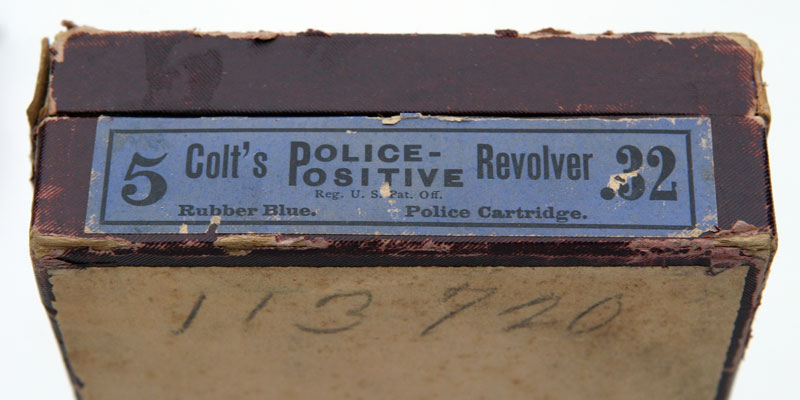 5 Colt's POLICE-POSITIVE Revolver .32
Reg. U. S. Pat. Off.
Rubber Blue. Police Cartridge.
113720